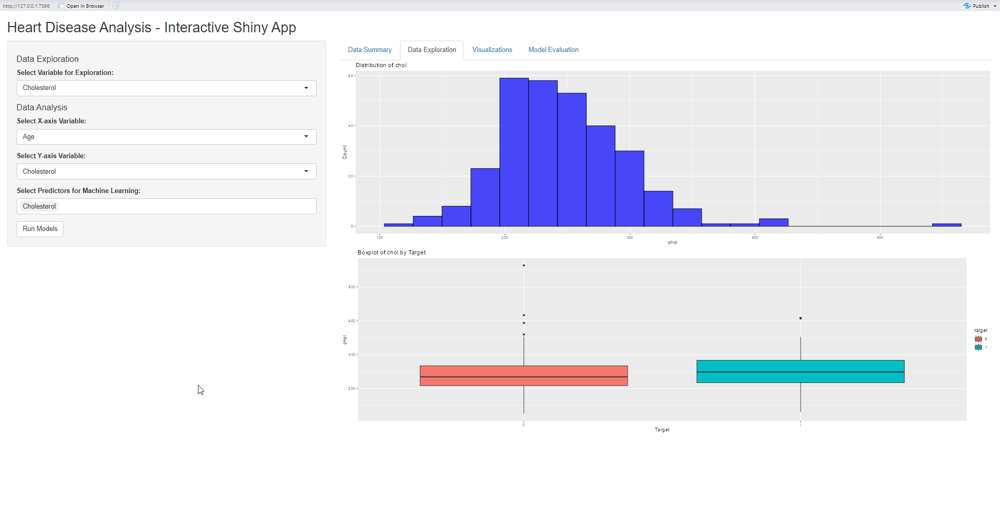 http://127.0.0.1:7596 Open in Browser Publish
Heart Disease Analysis - Interactive Shiny App
Data Exploration
Select Variable for Exploration:
Cholesterol
Data Analysis
Select X-axis Variable:
Age
Select Y-axis Variable:
Cholesterol
Select Predictors for Machine Learning:
Cholesterol
Run Models
Data Summary Data Exploration Visualizations Model Evaluation
Distribution of chol
60
40
20
0
Count
100 200 300 400 500
chol
Boxplot of chol by Target
500
400
300
200
chol
0 1
Target
target
0
1